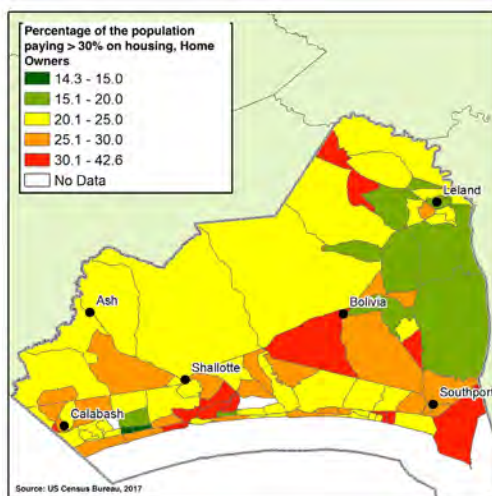 Percentage of the population
paying > 30% on housing, Home
Owners
14.3 - 15.0
15.1 - 20.0
20.1 - 25.0
25.1 - 30.0
30.1 - 42.6
No Data
Leland
Ash
Bolivia
Shallotte
Southport
Calabash
Source: US Census Bureau, 2017